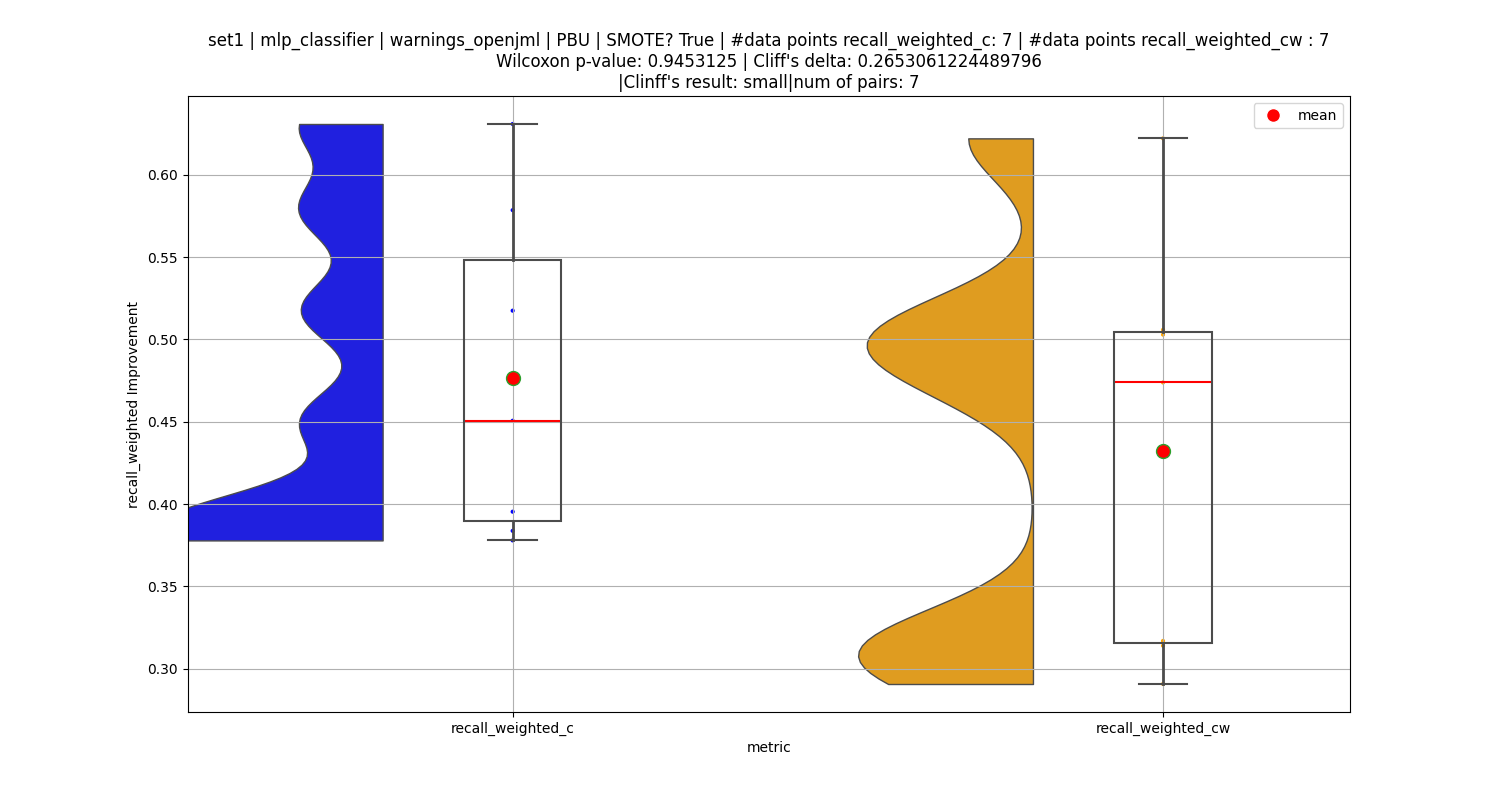 set1 | mlp_classifier | warnings_openjml | PBU | SMOTE? True | #data points recall_weighted_c: 7 | #data points recall_weighted_cw : 7
Wilcoxon p-value: 0.9453125 | Cliff's delta: 0.2653061224489796
|Clinff's result: small|num of pairs: 7
mean
0.60
0.55
0.50
0.45
0.40
0.35
0.30
recall_weighted Improvement
recall_weighted_c
recall_weighted_cw
metric